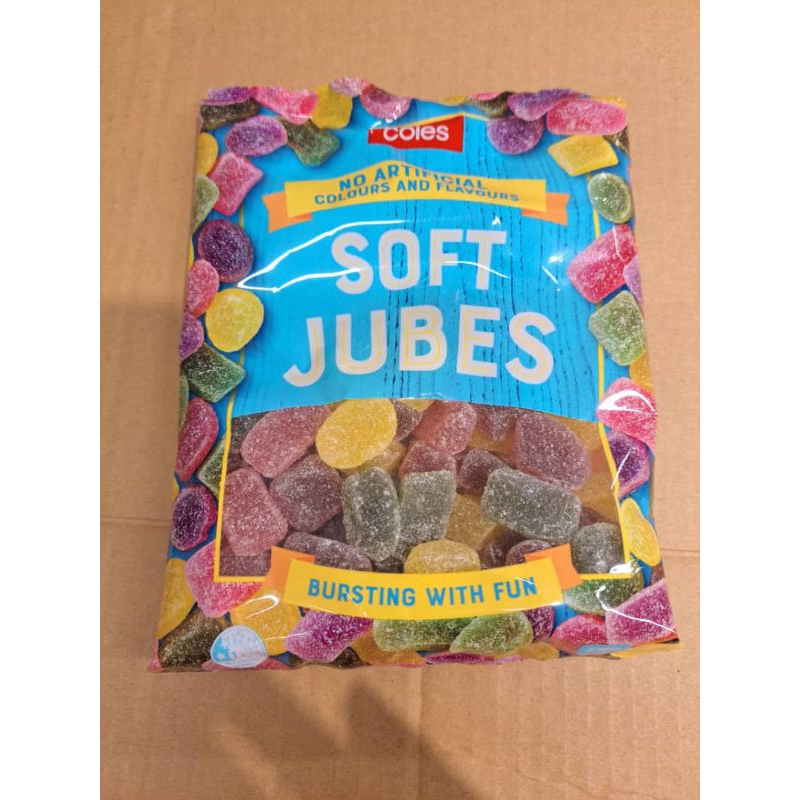 coles
NO ARTIFICIAL
COLOURS AND FLAVOURS
SOFT
JUBES
BURSTING WITH FUN